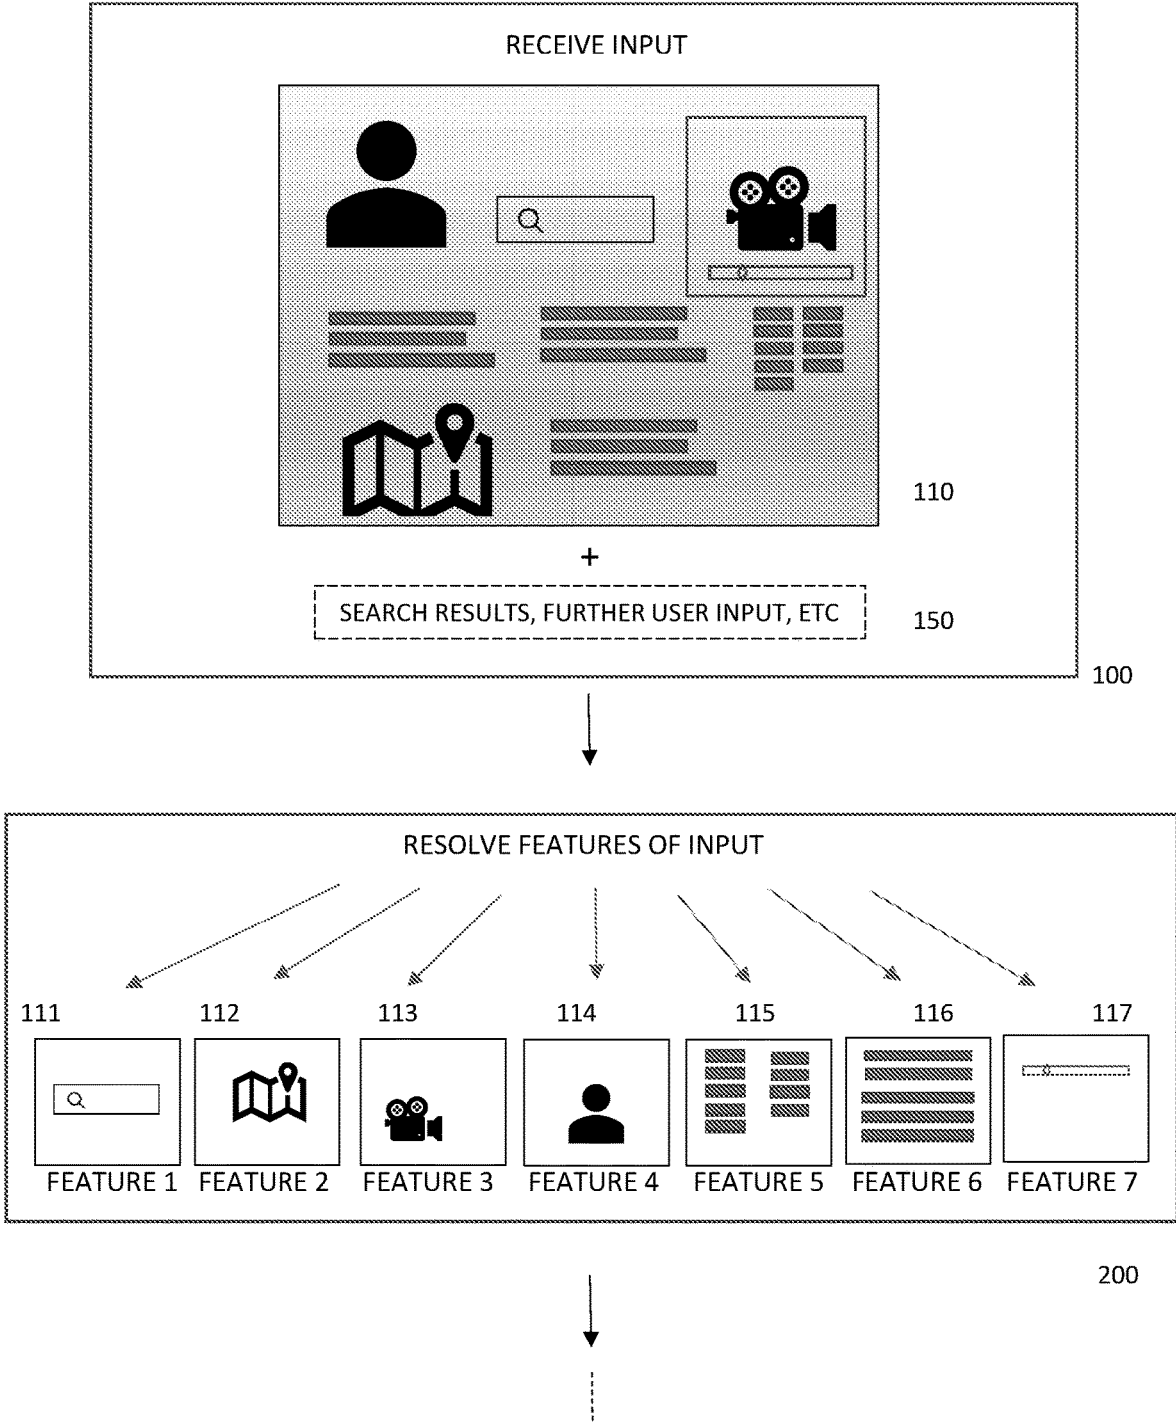 RECEIVE INPUT
110
+
SEARCH RESULTS, FURTHER USER INPUT, ETC
150
100
RESOLVE FEATURES OF INPUT
111 112 113 114 115 116 117
FEATURE 1 FEATURE 2 FEATURE 3 FEATURE 4 FEATURE 5 FEATURE 6 FEATURE 7
200